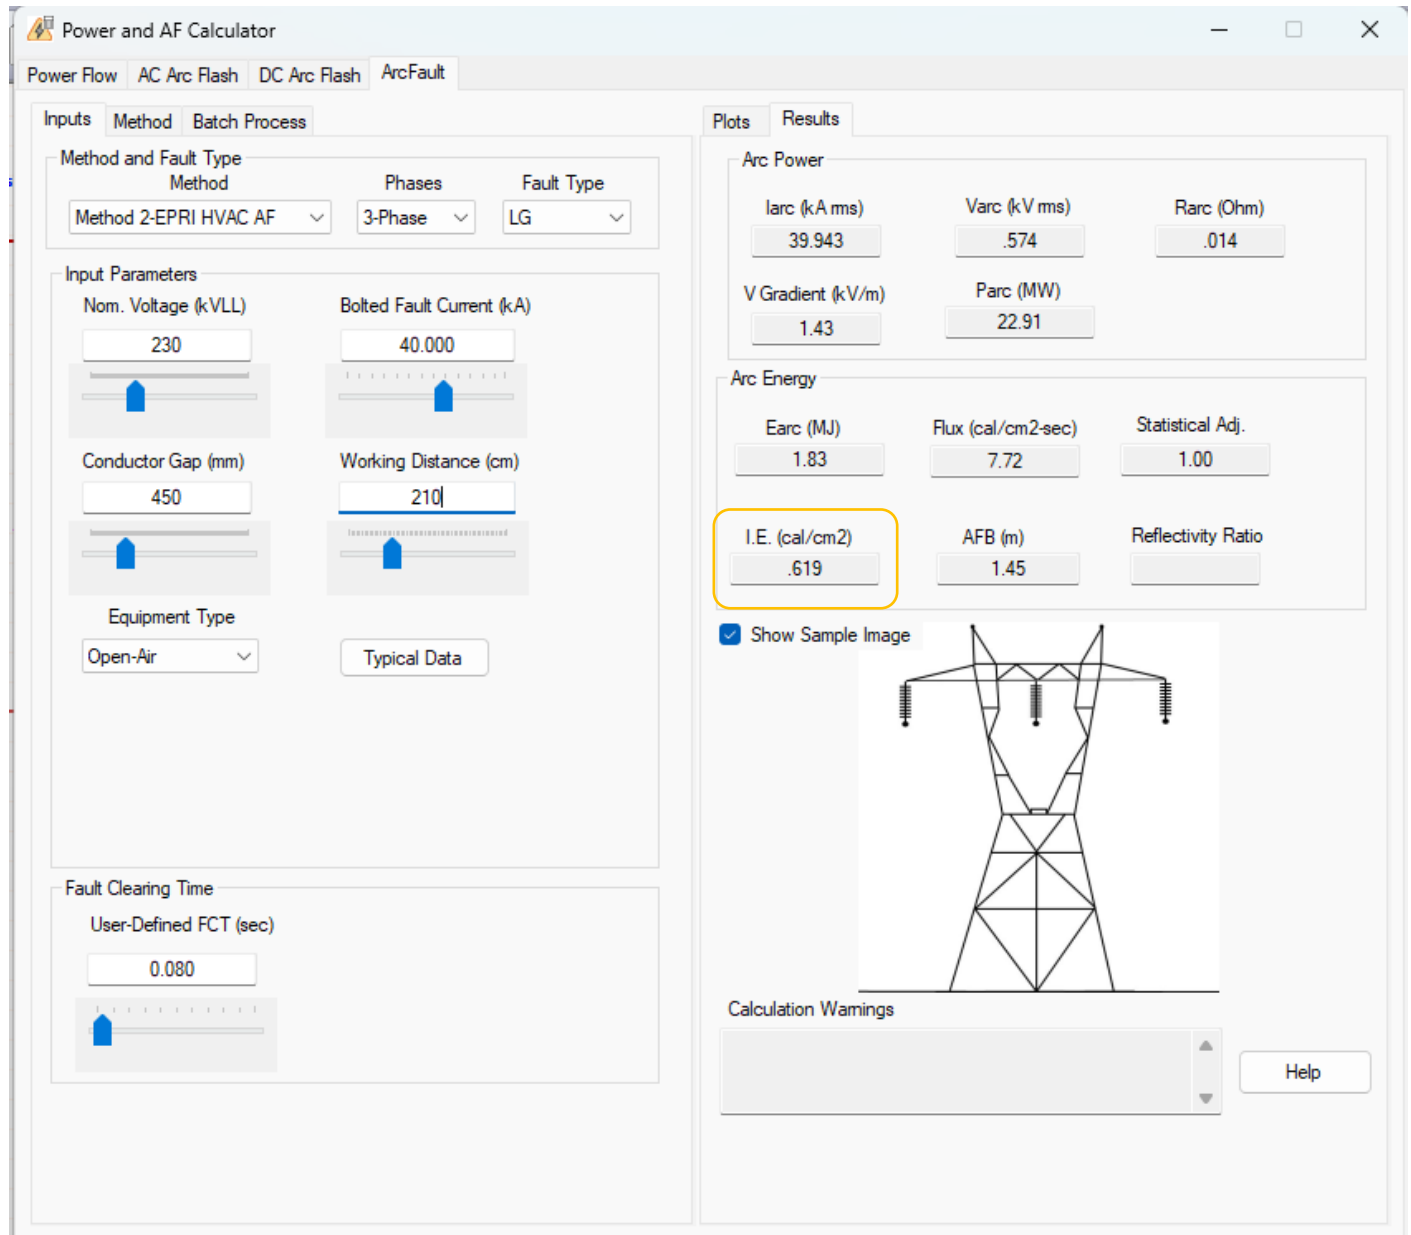 Power and AF Calculator
Power Flow AC Arc Flash DC Arc Flash ArcFault
Inputs Method Batch Process
Method and Fault Type
Method Phases Fault Type
Method 2-EPRI HVAC AF 3-Phase LG
Input Parameters
Nom. Voltage (kVLL) Bolted Fault Current (kA)
230 40.000
Conductor Gap (mm) Working Distance (cm)
450 210
Equipment Type
Open-Air Typical Data
Fault Clearing Time
User-Defined FCT (sec)
0.080
Plots Results
Arc Power
Iarc (kA rms) Varc (kV rms) Rarc (Ohm)
39.943 .574 .014
V Gradient (kV/m) Parc (MW)
1.43 22.91
Arc Energy
Earc (MJ) Flux (cal/cm2-sec) Statistical Adj.
1.83 7.72 1.00
I.E. (cal/cm2) AFB (m) Reflectivity Ratio
.619 1.45
Show Sample Image
Calculation Warnings
Help